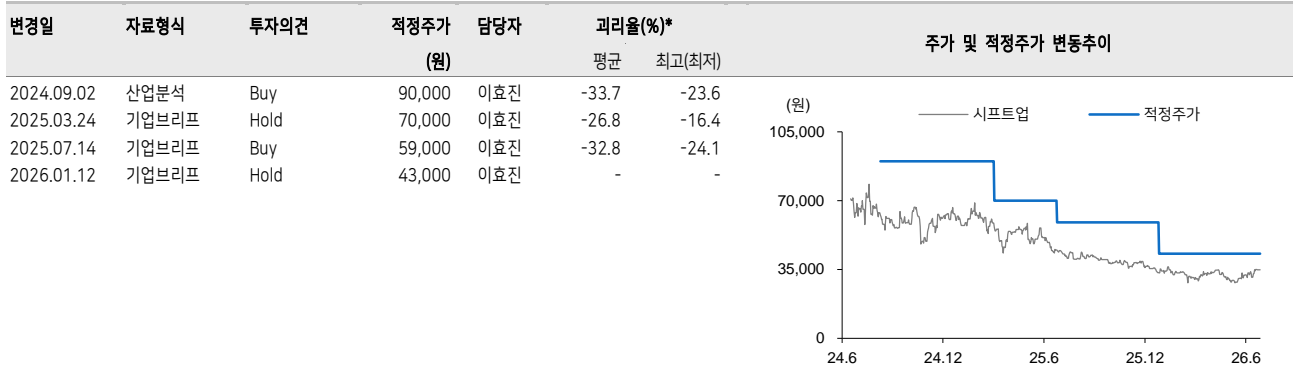 변경일 자료형식 투자의견 적정주가 담당자 괴리율(%)*
(원) 평균 최고(최저)
2024.09.02 산업분석 Buy 90,000 이효진 -33.7 -23.6
2025.03.24 기업브리프 Hold 70,000 이효진 -26.8 -16.4
2025.07.14 기업브리프 Buy 59,000 이효진 -32.8 -24.1
2026.01.12 기업브리프 Hold 43,000 이효진 - -
주가 및 적정주가 변동추이
(원)
시프트업 적정주가
105,000
70,000
35,000
0
24.6 24.12 25.6 25.12 26.6